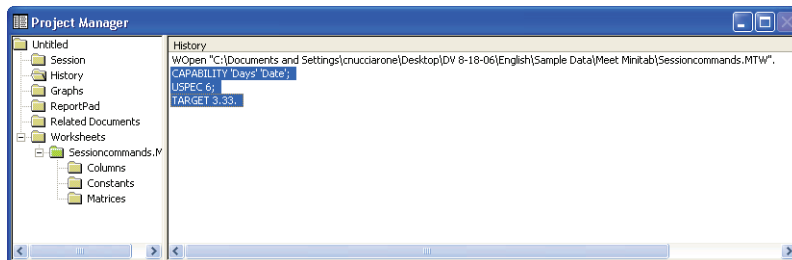 Project Manager
Untitled
Session
History
Graphs
ReportPad
Related Documents
Worksheets
Sessioncommands.M
Columns
Constants
Matrices
History
WOpen "C:\Documents and Settings\cnucciarone\Desktop\DV 8-18-06\English\Sample Data\Meet Minitab\Sessioncommands.MTW".
CAPABILITY 'Days' 'Date';
USPEC 6;
TARGET 3.33.